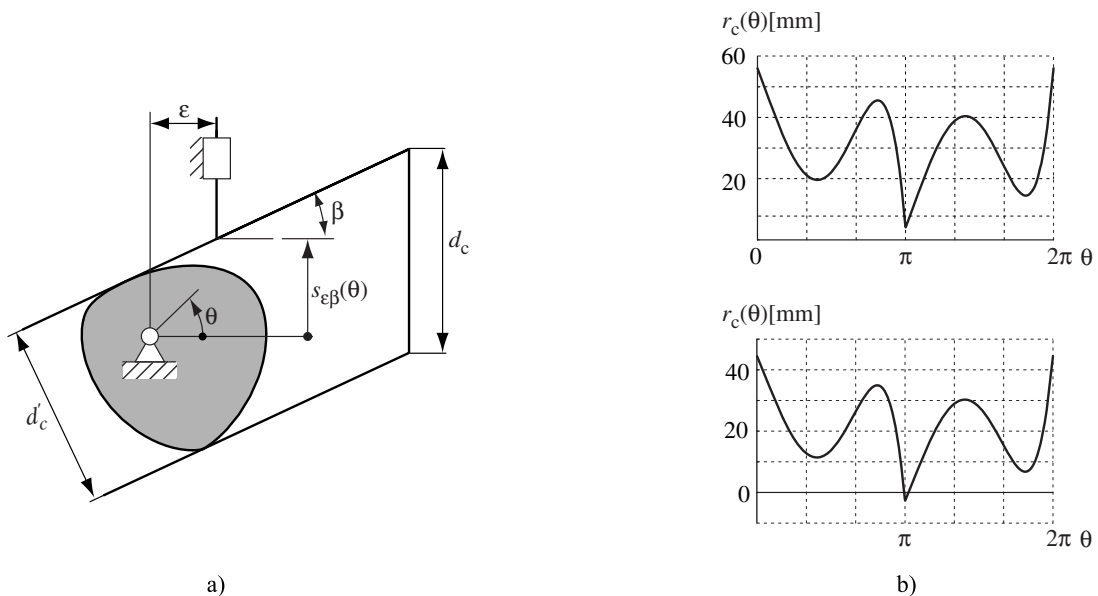 ε
β
d_c
s_εβ(θ)
θ
d'_c
a)
r_c(θ)[mm]
60
40
20
0 π 2π θ
r_c(θ)[mm]
40
20
0
π 2π θ
b)